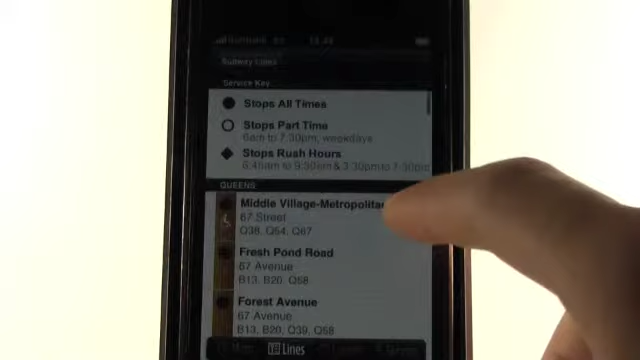 Subway Lines
Service Key
Stops All Times
Stops Part Time
6am to 7:30pm, weekdays
Stops Rush Hours
6:45am to 9:30am & 3:30pm to 7:30pm
QUEENS
Middle Village-Metropolitan
67 Street
Q38, Q54, Q67
Fresh Pond Road
67 Avenue
B13, B20, Q58
Forest Avenue
67 Avenue
B13, B20, Q39, Q58
Lines